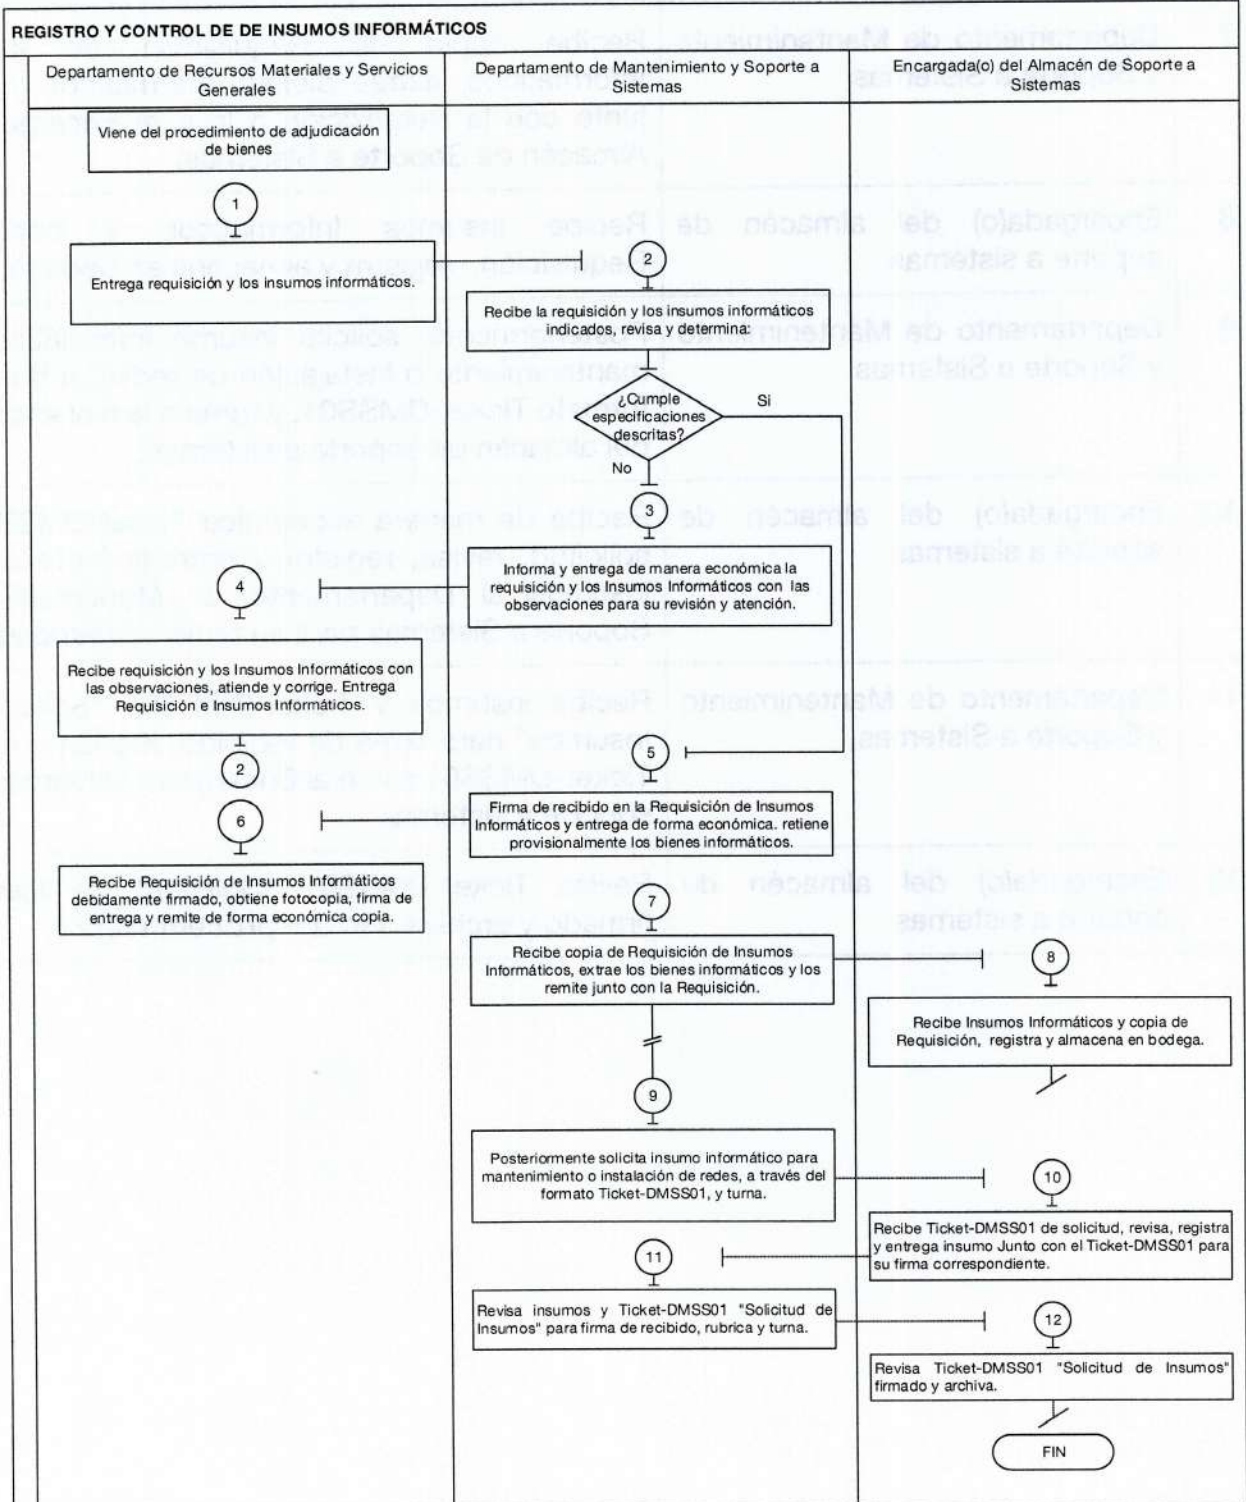 REGISTRO Y CONTROL DE DE INSUMOS INFORMÁTICOS
Departamento de Recursos Materiales y Servicios
Generales
Departamento de Mantenimiento y Soporte a
Sistemas
Encargada(o) del Almacén de Soporte a
Sistemas
Viene del procedimiento de adjudicación
de bienes
1
Entrega requisición y los insumos informáticos.
2
Recibe la requisición y los insumos informáticos
indicados, revisa y determina:
¿Cumple
especificaciones
descritas?
Si
No
3
Informa y entrega de manera económica la
requisición y los Insumos Informáticos con las
observaciones para su revisión y atención.
4
Recibe requisición y los Insumos Informáticos con
las observaciones, atiende y corrige. Entrega
Requisición e Insumos Informáticos.
2
5
Firma de recibido en la Requisición de Insumos
Informáticos y entrega de forma económica. retiene
provisionalmente los bienes informáticos.
6
Recibe Requisición de Insumos Informáticos
debidamente firmado, obtiene fotocopia, firma de
entrega y remite de forma económica copia.
7
Recibe copia de Requisición de Insumos
Informáticos, extrae los bienes informáticos y los
remite junto con la Requisición.
8
Recibe Insumos Informáticos y copia de
Requisición, registra y almacena en bodega.
9
Posteriormente solicita insumo informático para
mantenimiento o instalación de redes, a través del
formato Ticket-DMSS01, y turna.
10
Recibe Ticket-DMSS01 de solicitud, revisa, registra
y entrega insumo Junto con el Ticket-DMSS01 para
su firma correspondiente.
11
Revisa insumos y Ticket-DMSS01 "Solicitud de
Insumos" para firma de recibido, rubrica y turna.
12
Revisa Ticket-DMSS01 "Solicitud de Insumos"
firmado y archiva.
FIN